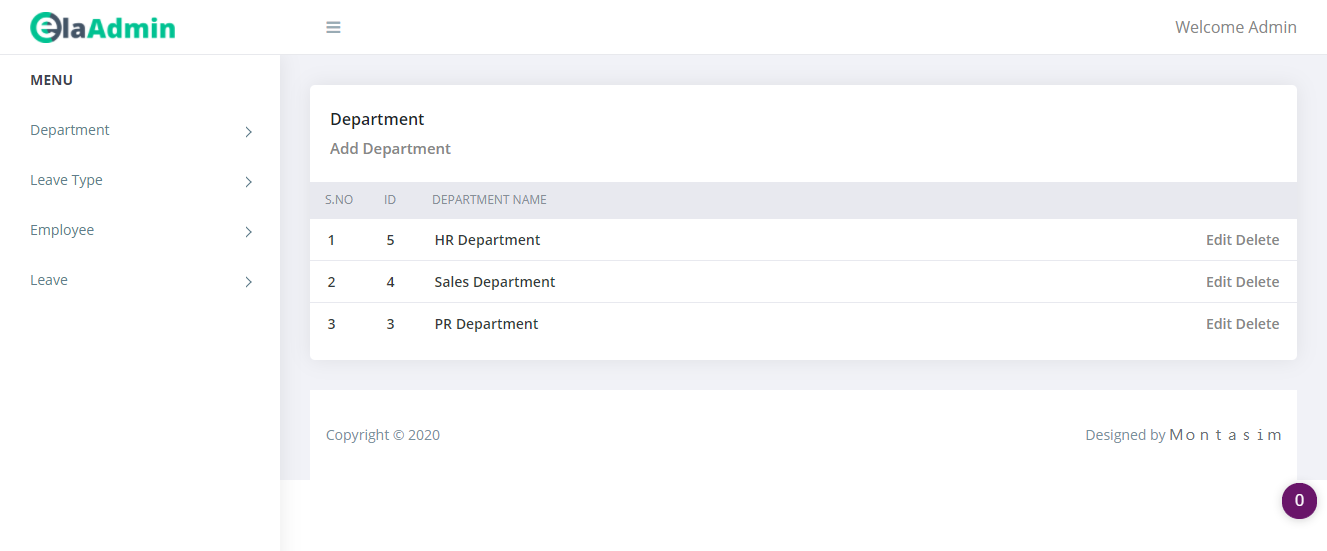 elaAdmin
Welcome Admin
MENU
Department
Leave Type
Employee
Leave
Department
Add Department
S.NO ID DEPARTMENT NAME
1 5 HR Department Edit Delete
2 4 Sales Department Edit Delete
3 3 PR Department Edit Delete
Copyright © 2020
Designed by Montasim
0